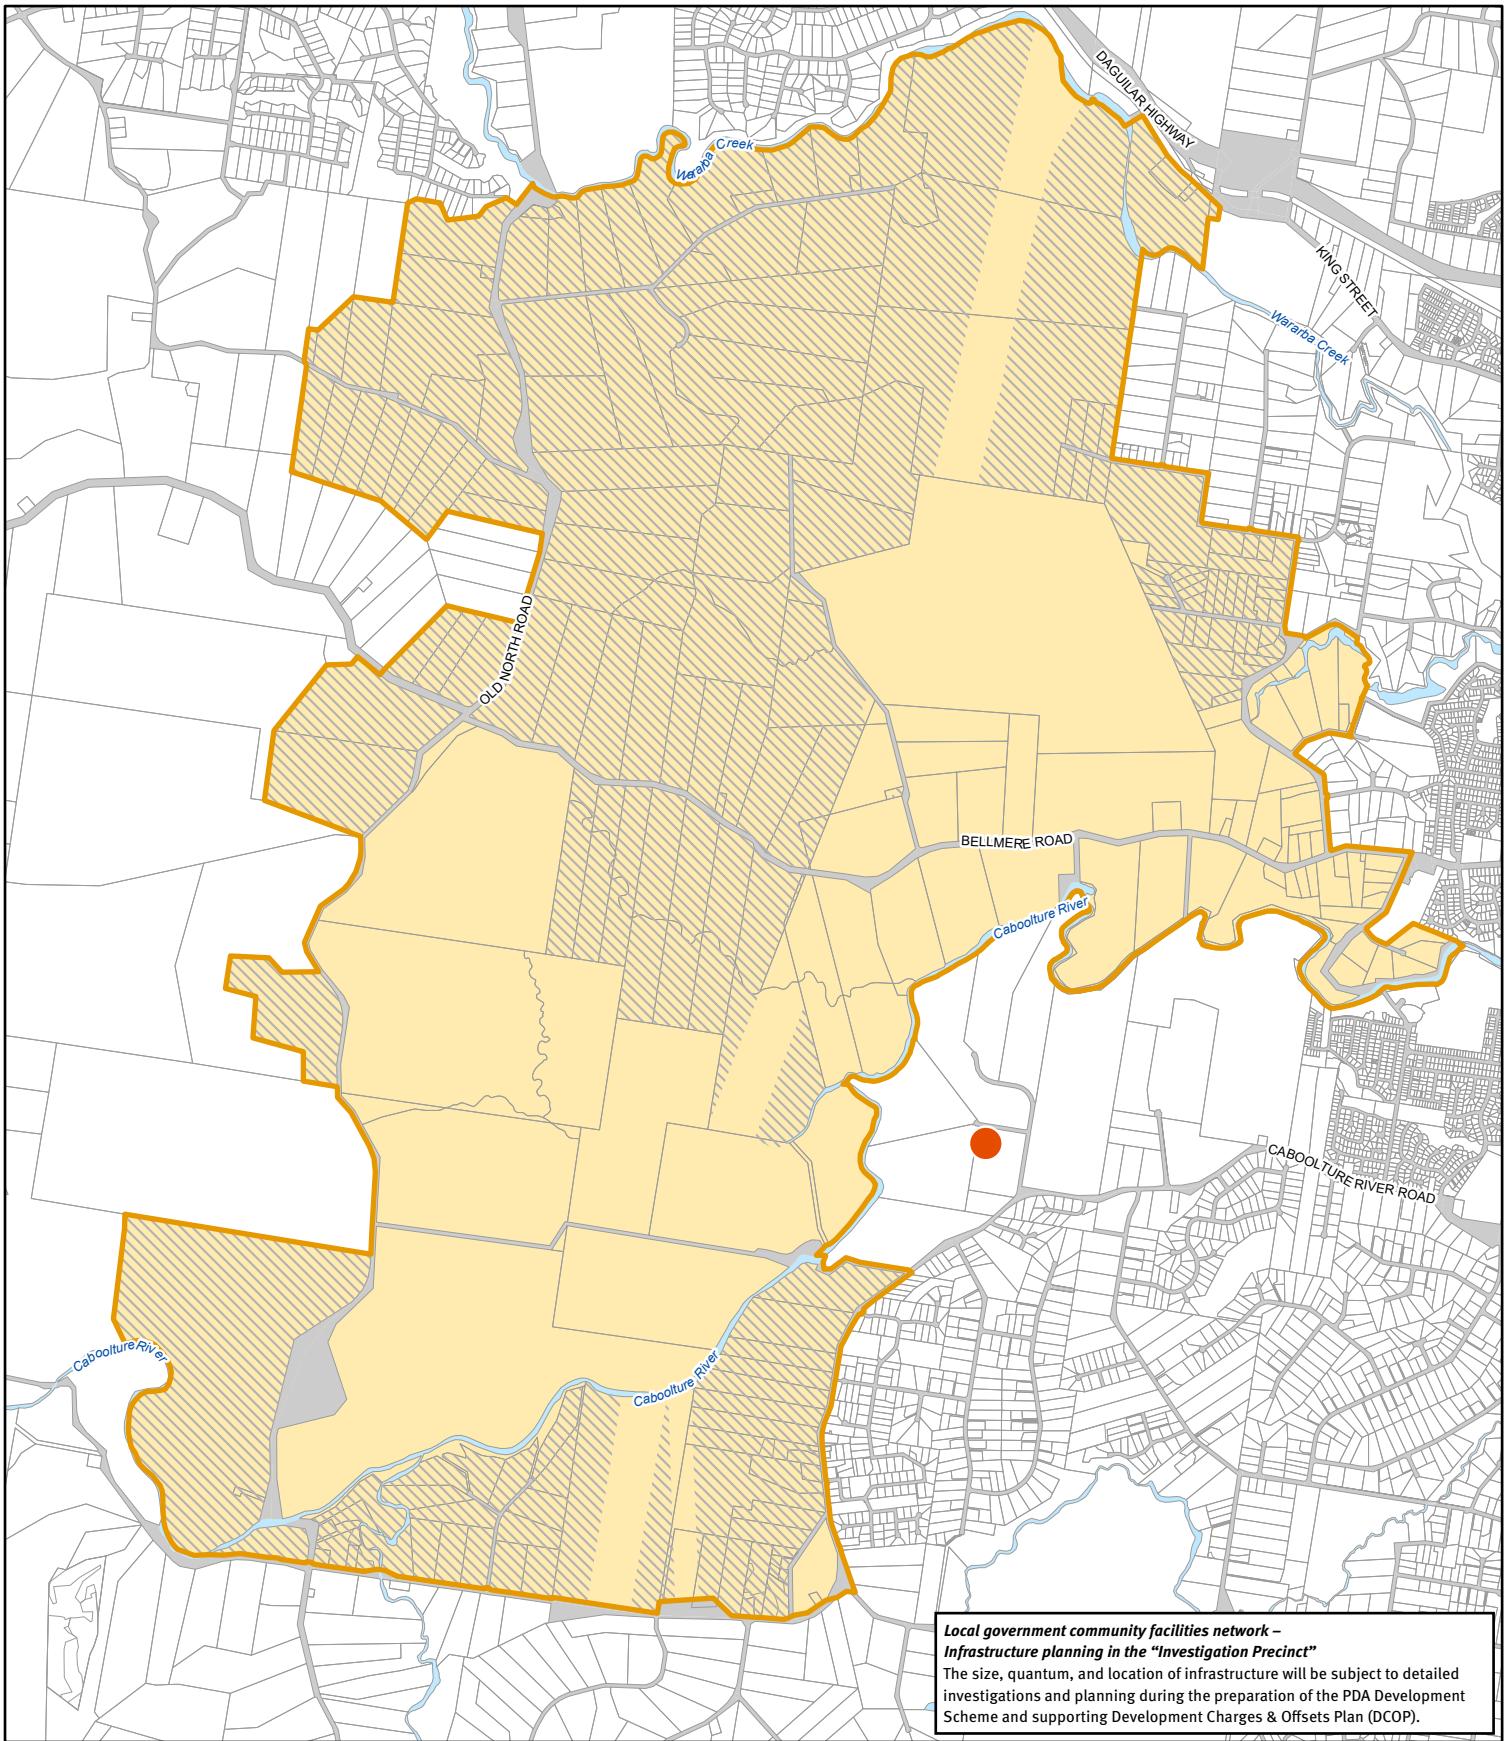 DAGUILAR HIGHWAY
Wararba Creek
KING STREET
Wararba Creek
OLD NORTH ROAD
BELLMERE ROAD
Caboolture River
CABOOLTURE RIVER ROAD
Caboolture River
Caboolture River
Local government community facilities network –
Infrastructure planning in the “Investigation Precinct”
The size, quantum, and location of infrastructure will be subject to detailed
investigations and planning during the preparation of the PDA Development
Scheme and supporting Development Charges & Offsets Plan (DCOP).